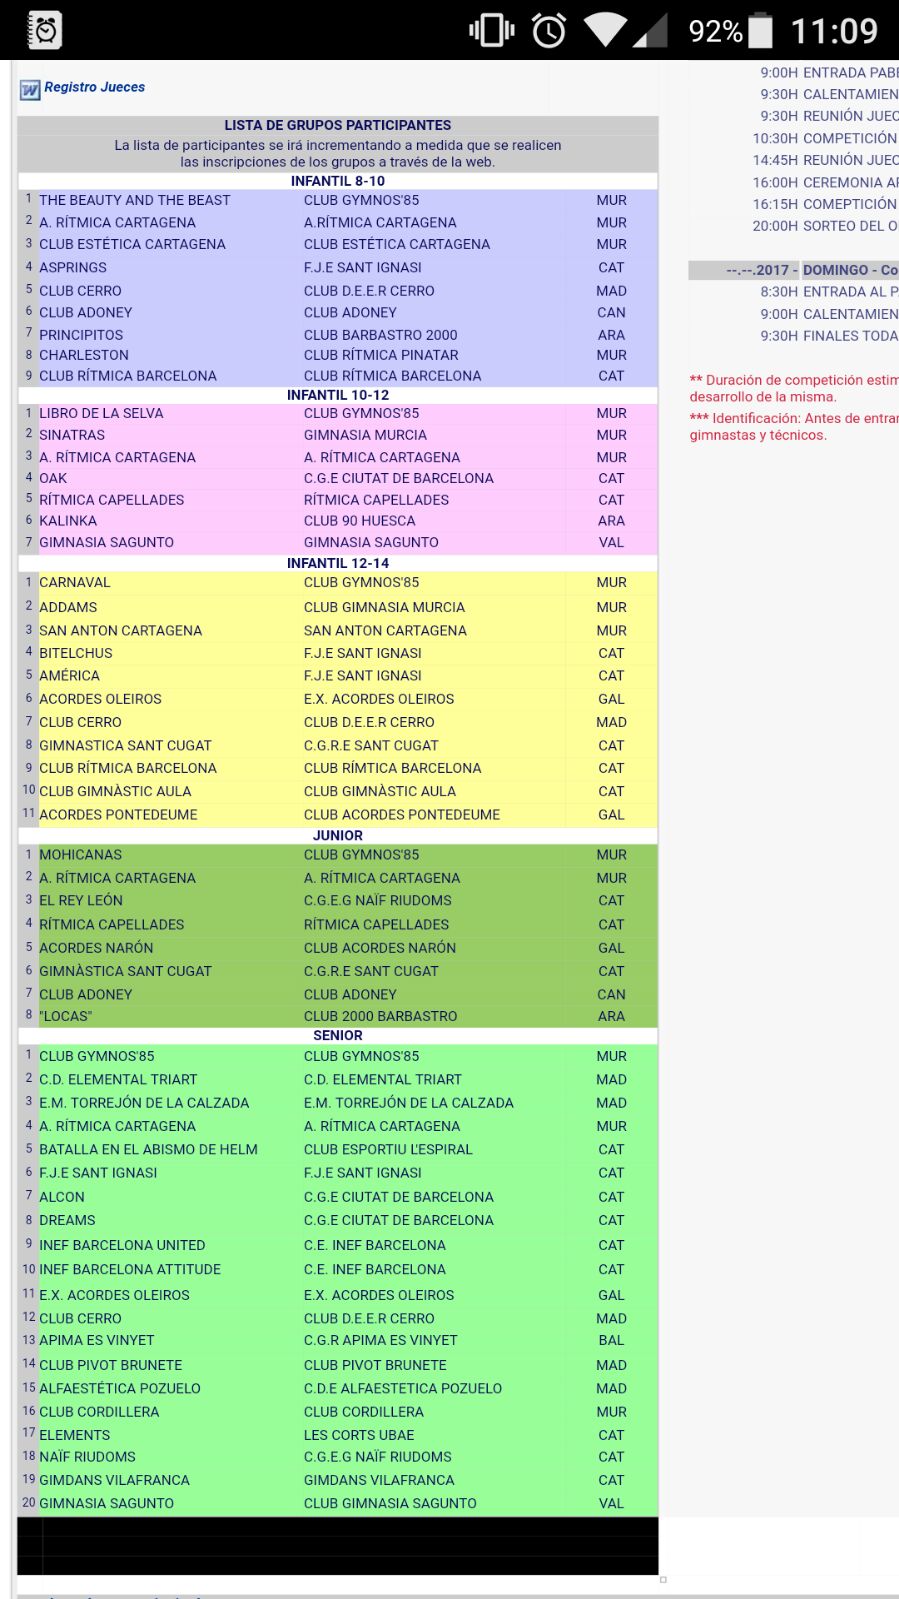 92% 11:09
Registro Jueces
LISTA DE GRUPOS PARTICIPANTES
La lista de participantes se irá incrementando a medida que se realicen
las inscripciones de los grupos a través de la web.
INFANTIL 8-10
1 THE BEAUTY AND THE BEAST CLUB GYMNOS'85 MUR
2 A. RÍTMICA CARTAGENA A.RÍTMICA CARTAGENA MUR
3 CLUB ESTÉTICA CARTAGENA CLUB ESTÉTICA CARTAGENA MUR
4 ASPRINGS F.J.E SANT IGNASI CAT
5 CLUB CERRO CLUB D.E.E.R CERRO MAD
6 CLUB ADONEY CLUB ADONEY CAN
7 PRINCIPITOS CLUB BARBASTRO 2000 ARA
8 CHARLESTON CLUB RÍTMICA PINATAR MUR
9 CLUB RÍTMICA BARCELONA CLUB RÍTMICA BARCELONA CAT
INFANTIL 10-12
1 LIBRO DE LA SELVA CLUB GYMNOS'85 MUR
2 SINATRAS GIMNASIA MURCIA MUR
3 A. RÍTMICA CARTAGENA A. RÍTMICA CARTAGENA MUR
4 OAK C.G.E CIUTAT DE BARCELONA CAT
5 RÍTMICA CAPELLADES RÍTMICA CAPELLADES CAT
6 KALINKA CLUB 90 HUESCA ARA
7 GIMNASIA SAGUNTO GIMNASIA SAGUNTO VAL
INFANTIL 12-14
1 CARNAVAL CLUB GYMNOS'85 MUR
2 ADDAMS CLUB GIMNASIA MURCIA MUR
3 SAN ANTON CARTAGENA SAN ANTON CARTAGENA MUR
4 BITELCHUS F.J.E SANT IGNASI CAT
5 AMÉRICA F.J.E SANT IGNASI CAT
6 ACORDES OLEIROS E.X. ACORDES OLEIROS GAL
7 CLUB CERRO CLUB D.E.E.R CERRO MAD
8 GIMNASTICA SANT CUGAT C.G.R.E SANT CUGAT CAT
9 CLUB RÍTMICA BARCELONA CLUB RÍMTICA BARCELONA CAT
10 CLUB GIMNÀSTIC AULA CLUB GIMNÀSTIC AULA CAT
11 ACORDES PONTEDEUME CLUB ACORDES PONTEDEUME GAL
JUNIOR
1 MOHICANAS CLUB GYMNOS'85 MUR
2 A. RÍTMICA CARTAGENA A. RÍTMICA CARTAGENA MUR
3 EL REY LEÓN C.G.E.G NAÏF RIUDOMS CAT
4 RÍTMICA CAPELLADES RÍTMICA CAPELLADES CAT
5 ACORDES NARÓN CLUB ACORDES NARÓN GAL
6 GIMNÀSTICA SANT CUGAT C.G.R.E SANT CUGAT CAT
7 CLUB ADONEY CLUB ADONEY CAN
8 "LOCAS" CLUB 2000 BARBASTRO ARA
SENIOR
1 CLUB GYMNOS'85 CLUB GYMNOS'85 MUR
2 C.D. ELEMENTAL TRIART C.D. ELEMENTAL TRIART MAD
3 E.M. TORREJÓN DE LA CALZADA E.M. TORREJÓN DE LA CALZADA MAD
4 A. RÍTMICA CARTAGENA A. RÍTMICA CARTAGENA MUR
5 BATALLA EN EL ABISMO DE HELM CLUB ESPORTIU L'ESPIRAL CAT
6 F.J.E SANT IGNASI F.J.E SANT IGNASI CAT
7 ALCON C.G.E CIUTAT DE BARCELONA CAT
8 DREAMS C.G.E CIUTAT DE BARCELONA CAT
9 INEF BARCELONA UNITED C.E. INEF BARCELONA CAT
10 INEF BARCELONA ATTITUDE C.E. INEF BARCELONA CAT
11 E.X. ACORDES OLEIROS E.X. ACORDES OLEIROS GAL
12 CLUB CERRO CLUB D.E.E.R CERRO MAD
13 APIMA ES VINYET C.G.R APIMA ES VINYET BAL
14 CLUB PIVOT BRUNETE CLUB PIVOT BRUNETE MAD
15 ALFAESTÉTICA POZUELO C.D.E ALFAESTETICA POZUELO MAD
16 CLUB CORDILLERA CLUB CORDILLERA MUR
17 ELEMENTS LES CORTS UBAE CAT
18 NAÏF RIUDOMS C.G.E.G NAÏF RIUDOMS CAT
19 GIMDANS VILAFRANCA GIMDANS VILAFRANCA CAT
20 GIMNASIA SAGUNTO CLUB GIMNASIA SAGUNTO VAL
9:00H ENTRADA PABE
9:30H CALENTAMIEN
9:30H REUNIÓN JUEC
10:30H COMPETICIÓN
14:45H REUNIÓN JUEC
16:00H CEREMONIA AP
16:15H COMEPTICIÓN
20:00H SORTEO DEL O
--.--.2017 - DOMINGO - Co
8:30H ENTRADA AL P
9:00H CALENTAMIEN
9:30H FINALES TODA
** Duración de competición estim
desarrollo de la misma.
*** Identificación: Antes de entrar
gimnastas y técnicos.